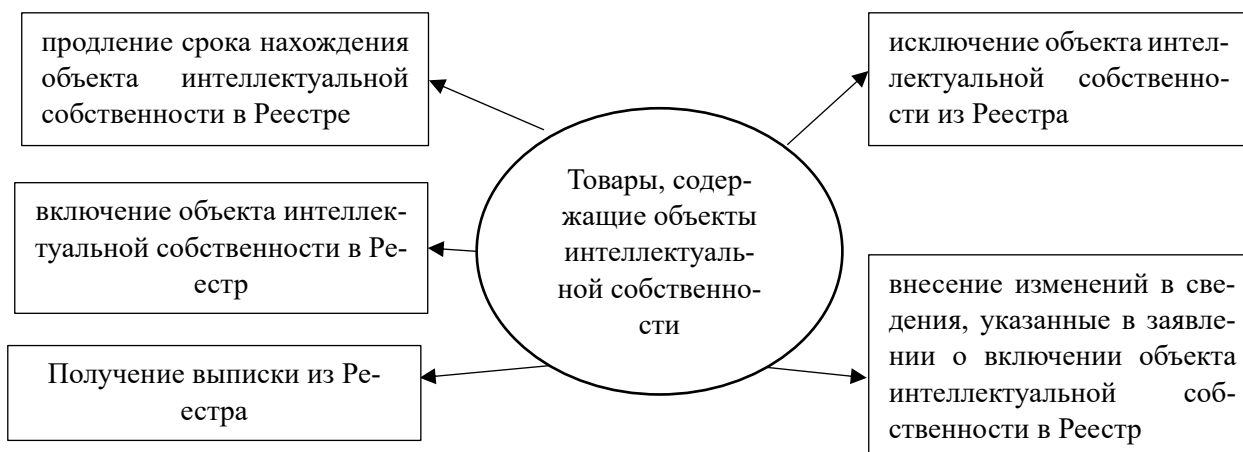 продление срока нахождения
объекта интеллектуальной
собственности в Реестре
включение объекта интеллек-
туальной собственности в Ре-
естр
Получение выписки из Ре-
естра
Товары, содер-
жащие объекты
интеллектуаль-
ной собственно-
сти
исключение объекта интел-
лектуальной собственно-
сти из Реестра
внесение изменений в све-
дения, указанные в заявле-
нии о включении объекта
интеллектуальной соб-
ственности в Реестр